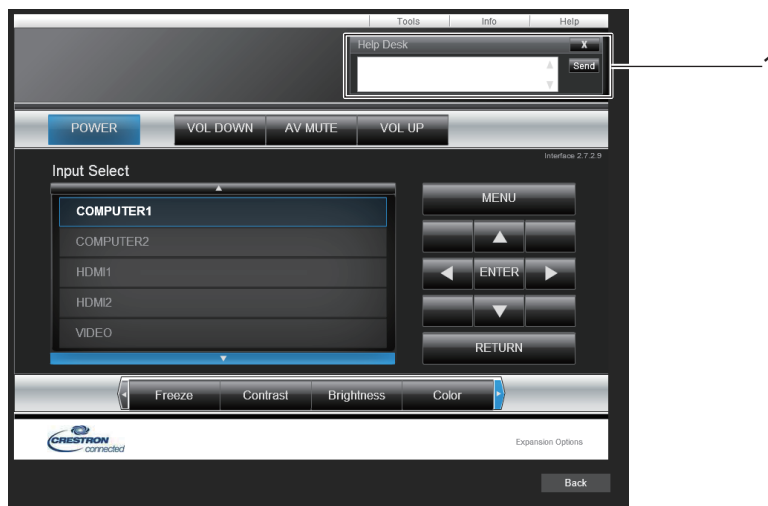 Tools Info Help
Help Desk X
Send
1
POWER VOL DOWN AV MUTE VOL UP
Interface 2.7.2.9
Input Select
MENU
COMPUTER1
COMPUTER2
HDMI1
ENTER
HDMI2
VIDEO
RETURN
Freeze Contrast Brightness Color
CRESTRON
connected
Expansion Options
Back